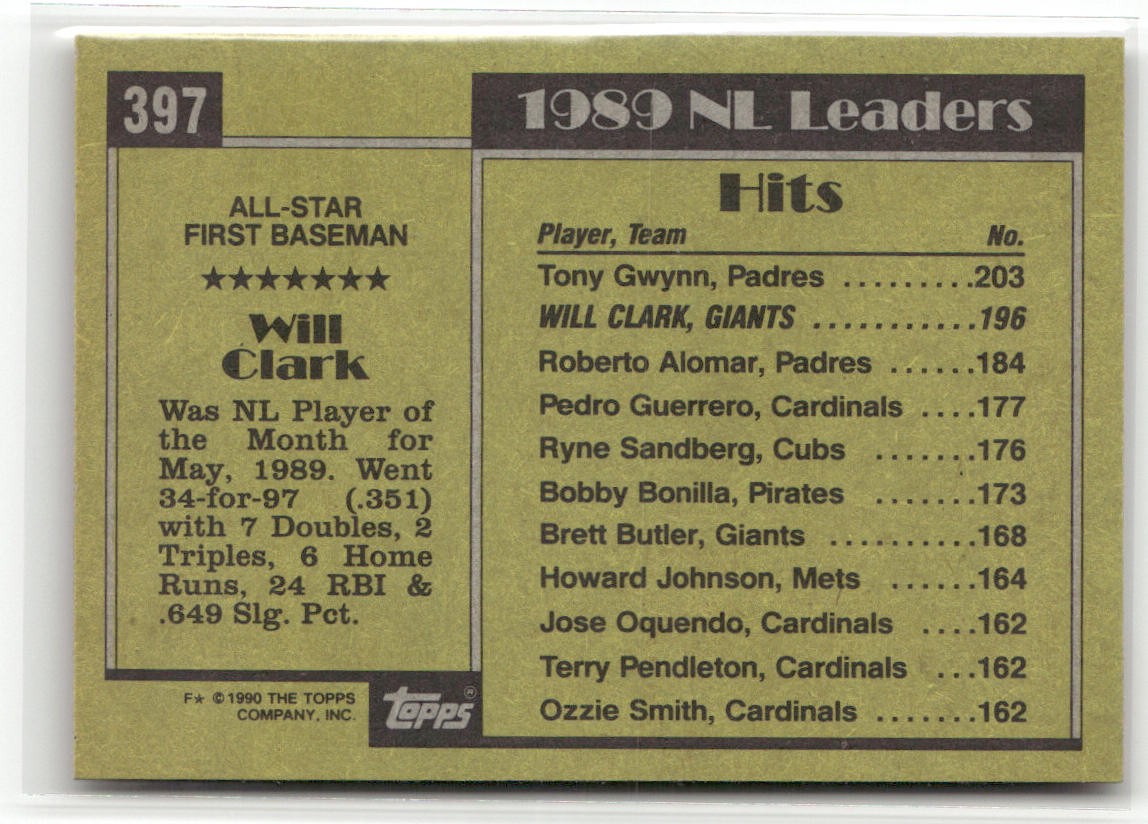 397
ALL-STAR
FIRST BASEMAN
★★★★★★★
Will
Clark
Was NL Player of
the Month for
May, 1989. Went
34-for-97 (.351)
with 7 Doubles, 2
Triples, 6 Home
Runs, 24 RBI &
.649 Slg. Pct.
F★ ©1990 THE TOPPS
COMPANY, INC.
topps®
1989 NL Leaders
Hits
Player, Team No.
Tony Gwynn, Padres .........203
WILL CLARK, GIANTS ...........196
Roberto Alomar, Padres ......184
Pedro Guerrero, Cardinals ....177
Ryne Sandberg, Cubs .......176
Bobby Bonilla, Pirates .......173
Brett Butler, Giants ..........168
Howard Johnson, Mets ......164
Jose Oquendo, Cardinals ....162
Terry Pendleton, Cardinals ...162
Ozzie Smith, Cardinals .......162